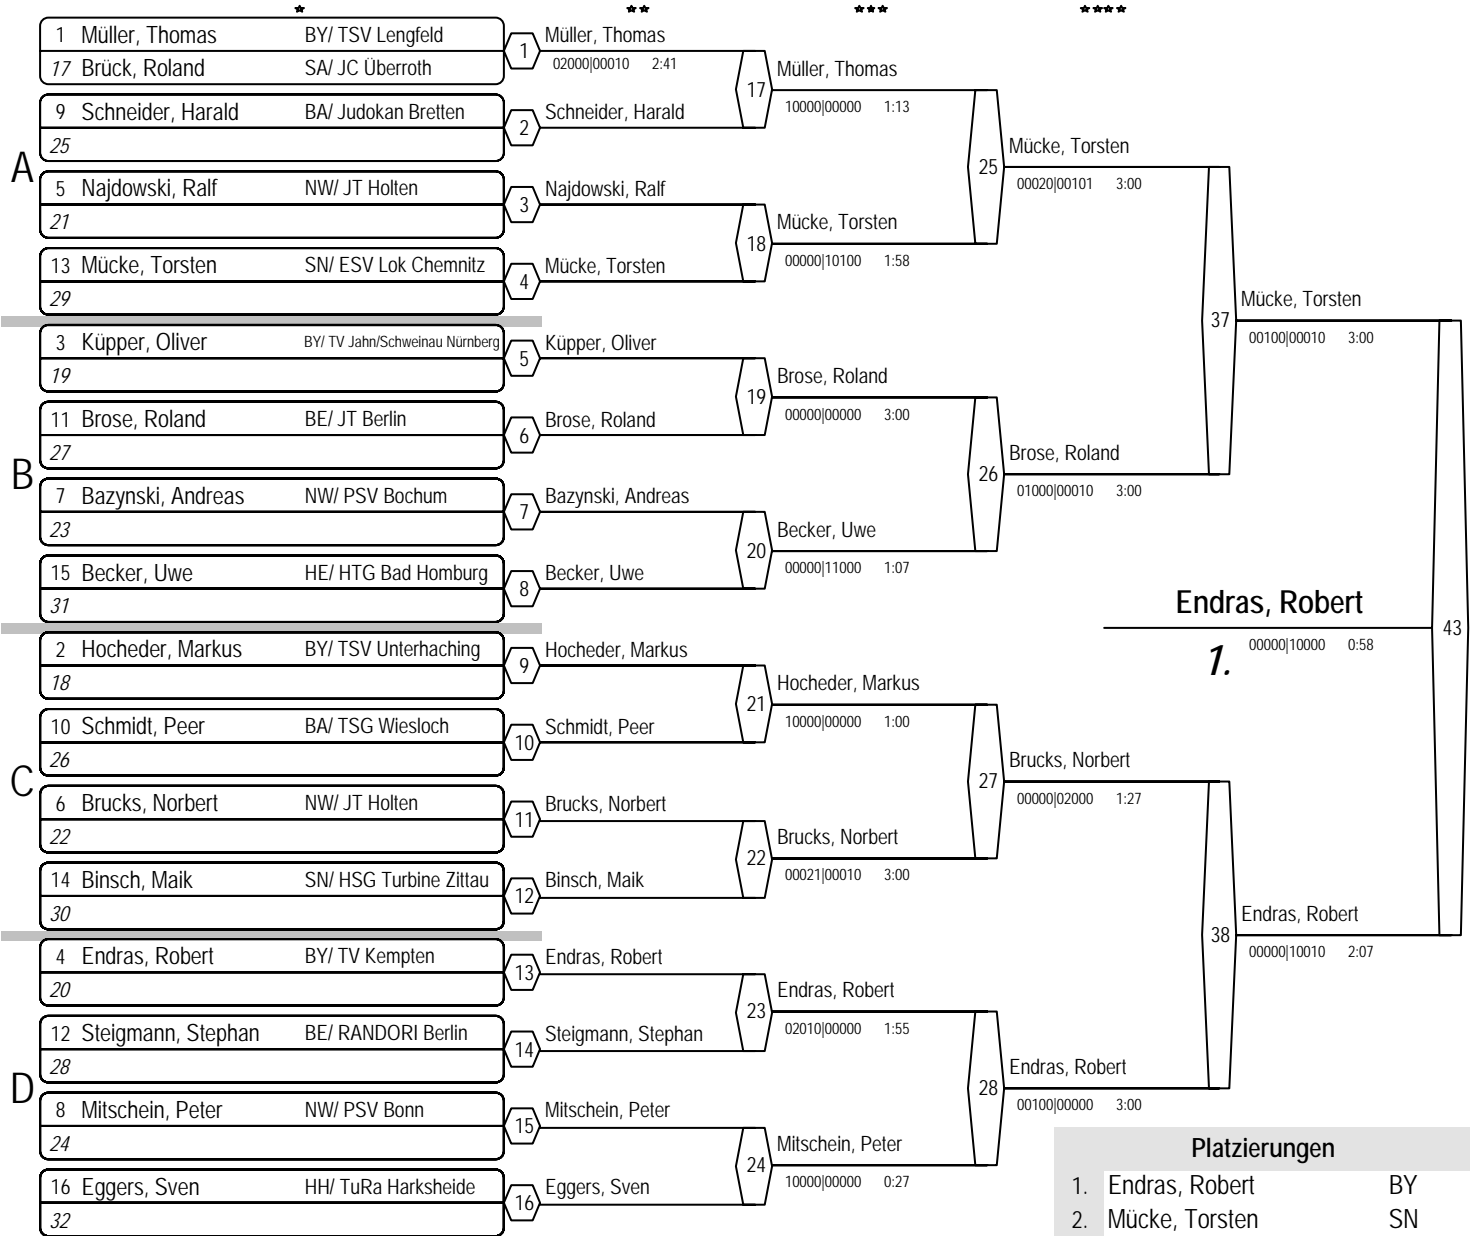 * ** *** ****
1 Müller, Thomas BY/ TSV Lengfeld
17 Brück, Roland SA/ JC Überroth
9 Schneider, Harald BA/ Judokan Bretten
25
A
5 Najdowski, Ralf NW/ JT Holten
21
13 Mücke, Torsten SN/ ESV Lok Chemnitz
29
3 Küpper, Oliver BY/ TV Jahn/Schweinau Nürnberg
19
11 Brose, Roland BE/ JT Berlin
27
B
7 Bazynski, Andreas NW/ PSV Bochum
23
15 Becker, Uwe HE/ HTG Bad Homburg
31
2 Hocheder, Markus BY/ TSV Unterhaching
18
10 Schmidt, Peer BA/ TSG Wiesloch
26
C
6 Brucks, Norbert NW/ JT Holten
22
14 Binsch, Maik SN/ HSG Turbine Zittau
30
4 Endras, Robert BY/ TV Kempten
20
12 Steigmann, Stephan BE/ RANDORI Berlin
28
D
8 Mitschein, Peter NW/ PSV Bonn
24
16 Eggers, Sven HH/ TuRa Harksheide
32
1 Müller, Thomas
02000|00010 2:41
2 Schneider, Harald
3 Najdowski, Ralf
4 Mücke, Torsten
5 Küpper, Oliver
6 Brose, Roland
7 Bazynski, Andreas
8 Becker, Uwe
9 Hocheder, Markus
10 Schmidt, Peer
11 Brucks, Norbert
12 Binsch, Maik
13 Endras, Robert
14 Steigmann, Stephan
15 Mitschein, Peter
16 Eggers, Sven
17 Müller, Thomas
10000|00000 1:13
18 Mücke, Torsten
00000|10100 1:58
19 Brose, Roland
00000|00000 3:00
20 Becker, Uwe
00000|11000 1:07
21 Hocheder, Markus
10000|00000 1:00
22 Brucks, Norbert
00021|00010 3:00
23 Endras, Robert
02010|00000 1:55
24 Mitschein, Peter
10000|00000 0:27
25 Mücke, Torsten
00020|00101 3:00
26 Brose, Roland
01000|00010 3:00
27 Brucks, Norbert
00000|02000 1:27
28 Endras, Robert
00100|00000 3:00
37 Mücke, Torsten
00100|00010 3:00
38 Endras, Robert
00000|10010 2:07
43
Endras, Robert
1. 00000|10000 0:58
Platzierungen
1. Endras, Robert BY
2. Mücke, Torsten SN